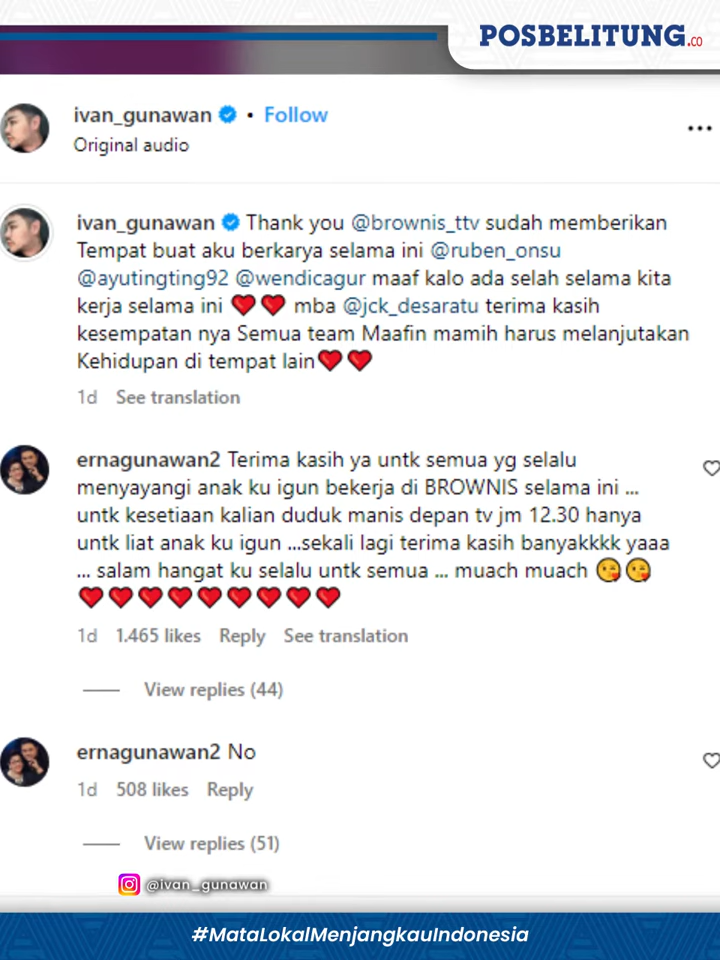 POSBELITUNG.CO
ivan_gunawan • Follow
Original audio
ivan_gunawan Thank you @brownis_ttv sudah memberikan
Tempat buat aku berkarya selama ini @ruben_onsu
@ayutingting92 @wendicagur maaf kalo ada selah selama kita
kerja selama ini ❤️❤️ mba @jck_desaratu terima kasih
kesempatan nya Semua team Maafin mamih harus melanjutakan
Kehidupan di tempat lain❤️❤️
1d See translation
ernagunawan2 Terima kasih ya untk semua yg selalu
menyayangi anak ku igun bekerja di BROWNIS selama ini ...
untk kesetiaan kalian duduk manis depan tv jm 12.30 hanya
untk liat anak ku igun ...sekali lagi terima kasih banyakkkk yaaa
... salam hangat ku selalu untk semua ... muach muach 😘😘
❤️❤️❤️❤️❤️❤️❤️❤️❤️
1d 1.465 likes Reply See translation
View replies (44)
ernagunawan2 No
1d 508 likes Reply
View replies (51)
@ivan_gunawan
#MataLokalMenjangkauIndonesia